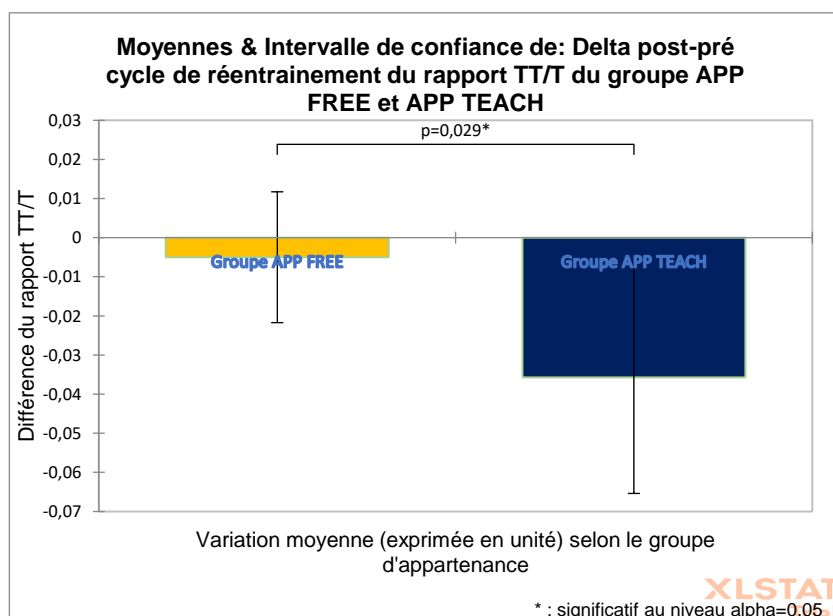 Moyennes & Intervalle de confiance de: Delta post-pré
cycle de réentrainement du rapport TT/T du groupe APP
FREE et APP TEACH
0,03
p=0,029*
0,02
0,01
0
-0,01
-0,02
-0,03
-0,04
-0,05
-0,06
-0,07
Différence du rapport TT/T
Groupe APP FREE
Groupe APP TEACH
Variation moyenne (exprimée en unité) selon le groupe
d'appartenance
XLSTAT
* : significatif au niveau alpha=0,05